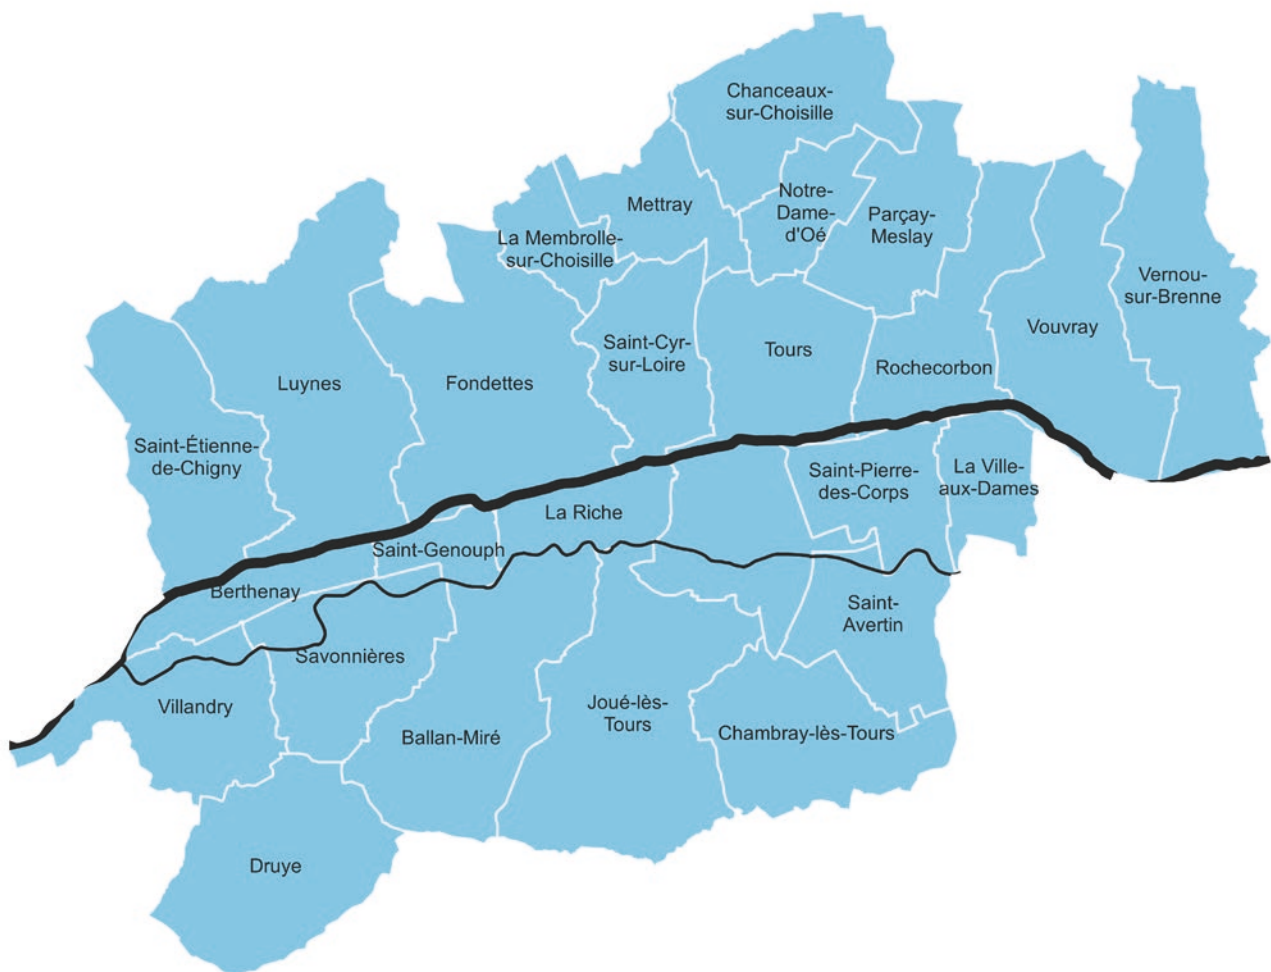 Chanceaux-
sur-Choisille
Mettray
Notre-
Dame-
d'Oé
Parçay-
Meslay
La Membrolle-
sur-Choisille
Vernou-
sur-Brenne
Vouvray
Saint-Cyr-
sur-Loire
Tours
Rochecorbon
Luynes
Fondettes
Saint-Étienne-
de-Chigny
Saint-Pierre-
des-Corps
La Ville-
aux-Dames
La Riche
Saint-Genouph
Berthenay
Saint-
Avertin
Savonnières
Villandry
Ballan-Miré
Joué-lès-
Tours
Chambray-lès-Tours
Druye